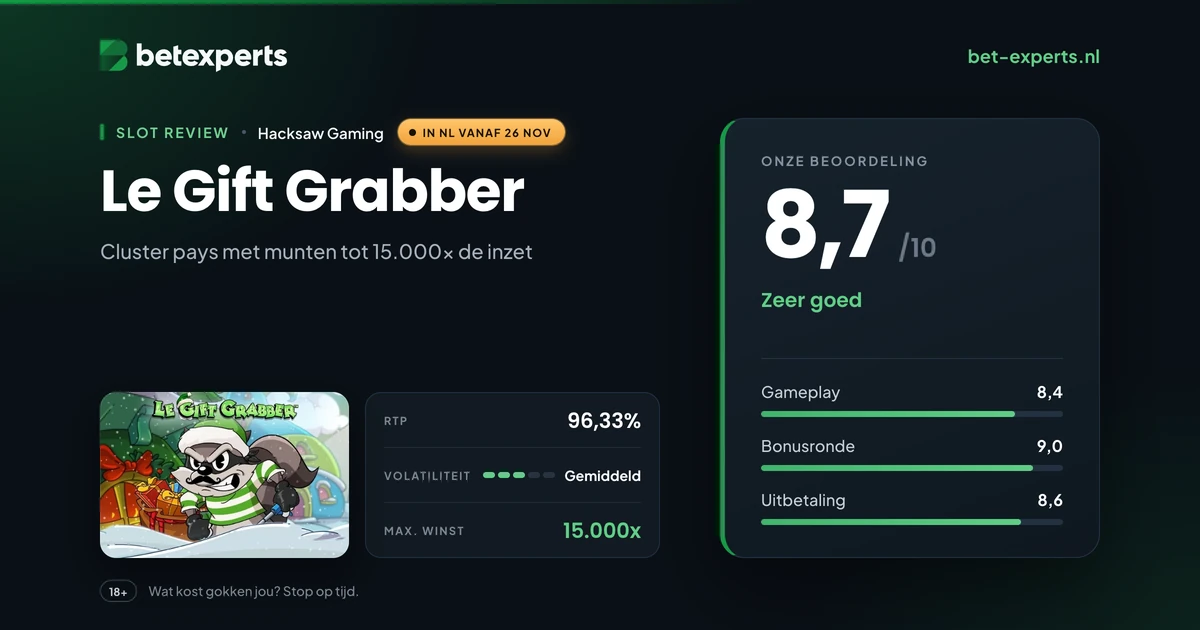 betexperts
bet-experts.nl
SLOT REVIEW • Hacksaw Gaming • IN NL VANAF 26 NOV
Le Gift Grabber
Cluster pays met munten tot 15.000× de inzet
LE GIFT GRABBER
RTP 96,33%
VOLATILITEIT Gemiddeld
MAX. WINST 15.000x
18+ Wat kost gokken jou? Stop op tijd.
ONZE BEOORDELING
8,7 /10
Zeer goed
Gameplay 8,4
Bonusronde 9,0
Uitbetaling 8,6